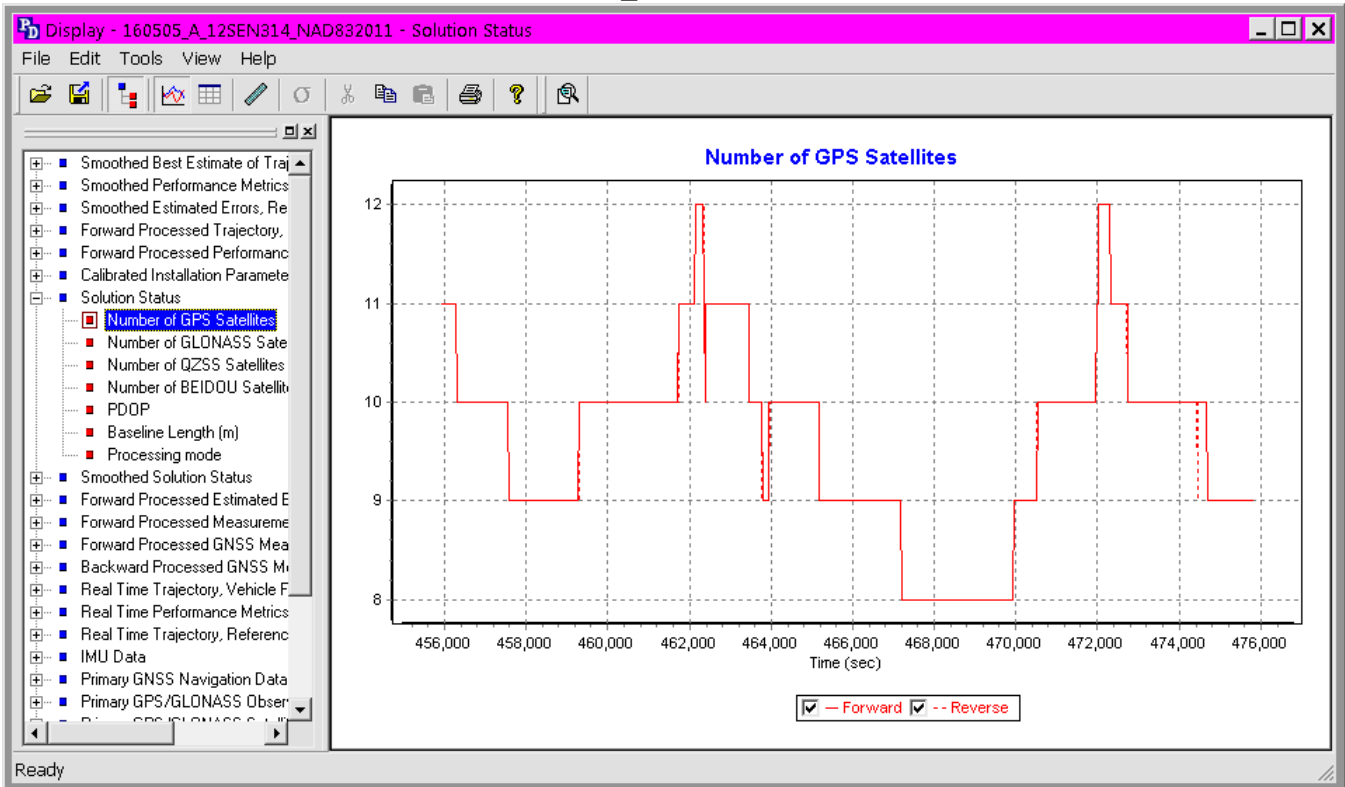 Display - 160505_A_12SEN314_NAD832011 - Solution Status
File Edit Tools View Help
Smoothed Best Estimate of Traj
Smoothed Performance Metrics
Smoothed Estimated Errors, Re
Forward Processed Trajectory,
Forward Processed Performanc
Calibrated Installation Paramete
Solution Status
Number of GPS Satellites
Number of GLONASS Sate
Number of QZSS Satellites
Number of BEIDOU Satellit
PDOP
Baseline Length (m)
Processing mode
Smoothed Solution Status
Forward Processed Estimated E
Forward Processed Measureme
Forward Processed GNSS Mea
Backward Processed GNSS M
Real Time Trajectory, Vehicle F
Real Time Performance Metrics
Real Time Trajectory, Referenc
IMU Data
Primary GNSS Navigation Data
Primary GPS/GLONASS Obser
Number of GPS Satellites
12
11
10
9
8
456,000 458,000 460,000 462,000 464,000 466,000 468,000 470,000 472,000 474,000 476,000
Time (sec)
Forward Reverse
Ready